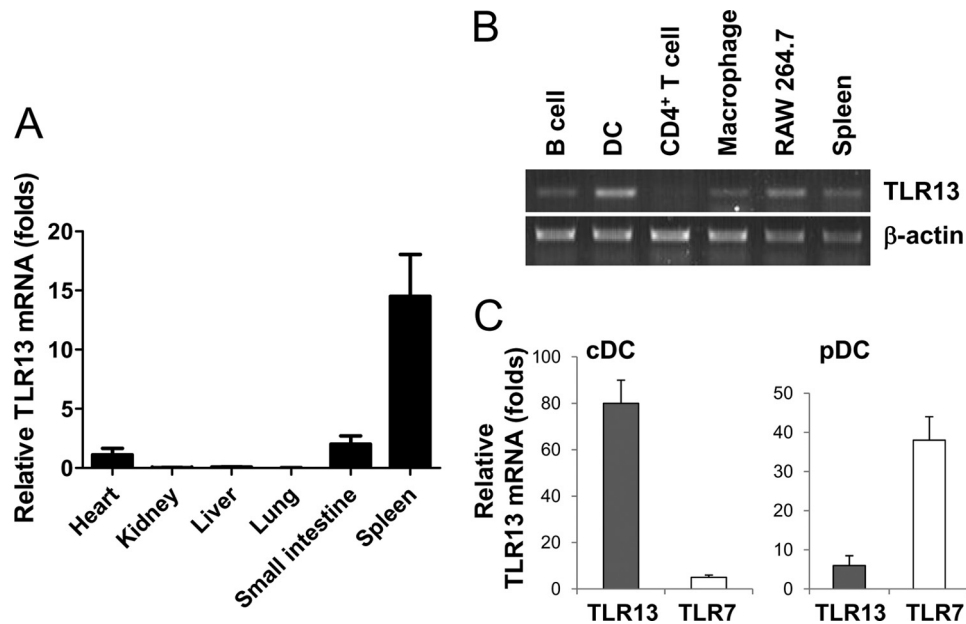 A
Relative TLR13 mRNA (folds)
20
15
10
5
0
Heart
Kidney
Liver
Lung
Small intestine
Spleen
B
B cell
DC
CD4⁺ T cell
Macrophage
RAW 264.7
Spleen
TLR13
β-actin
C
Relative
TLR13 mRNA (folds)
cDC
100
80
60
40
20
0
TLR13 TLR7
pDC
50
40
30
20
10
0
TLR13 TLR7